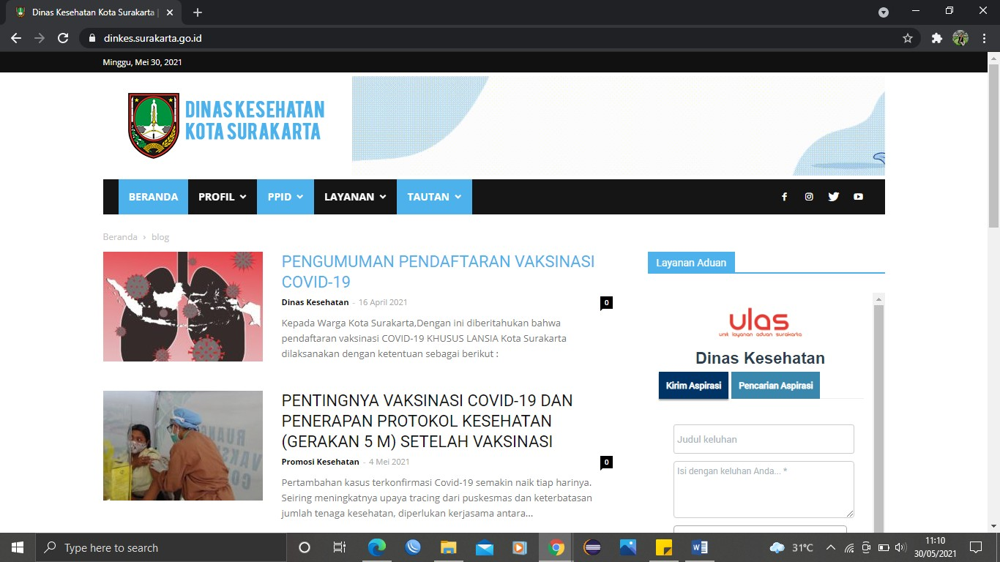 Dinas Kesehatan Kota Surakarta |
dinkes.surakarta.go.id
Minggu, Mei 30, 2021
DINAS KESEHATAN
KOTA SURAKARTA
BERANDA PROFIL PPID LAYANAN TAUTAN
Beranda › blog
PENGUMUMAN PENDAFTARAN VAKSINASI
COVID-19
Dinas Kesehatan - 16 April 2021 0
Kepada Warga Kota Surakarta,Dengan ini diberitahukan bahwa
pendaftaran vaksinasi COVID-19 KHUSUS LANSIA Kota Surakarta
dilaksanakan dengan ketentuan sebagai berikut :
PENTINGNYA VAKSINASI COVID-19 DAN
PENERAPAN PROTOKOL KESEHATAN
(GERAKAN 5 M) SETELAH VAKSINASI
Promosi Kesehatan - 4 Mei 2021 0
Pertambahan kasus terkonfirmasi Covid-19 semakin naik tiap harinya.
Seiring meningkatnya upaya tracing dari puskesmas dan keterbatasan
jumlah tenaga kesehatan, diperlukan kerjasama antara...
RUANG
VAKS
Layanan Aduan
ulas
unit layanan aduan surakarta
Dinas Kesehatan
Kirim Aspirasi Pencarian Aspirasi
Judul keluhan
Isi dengan keluhan Anda... *
Type here to search
31°C
11:10
30/05/2021